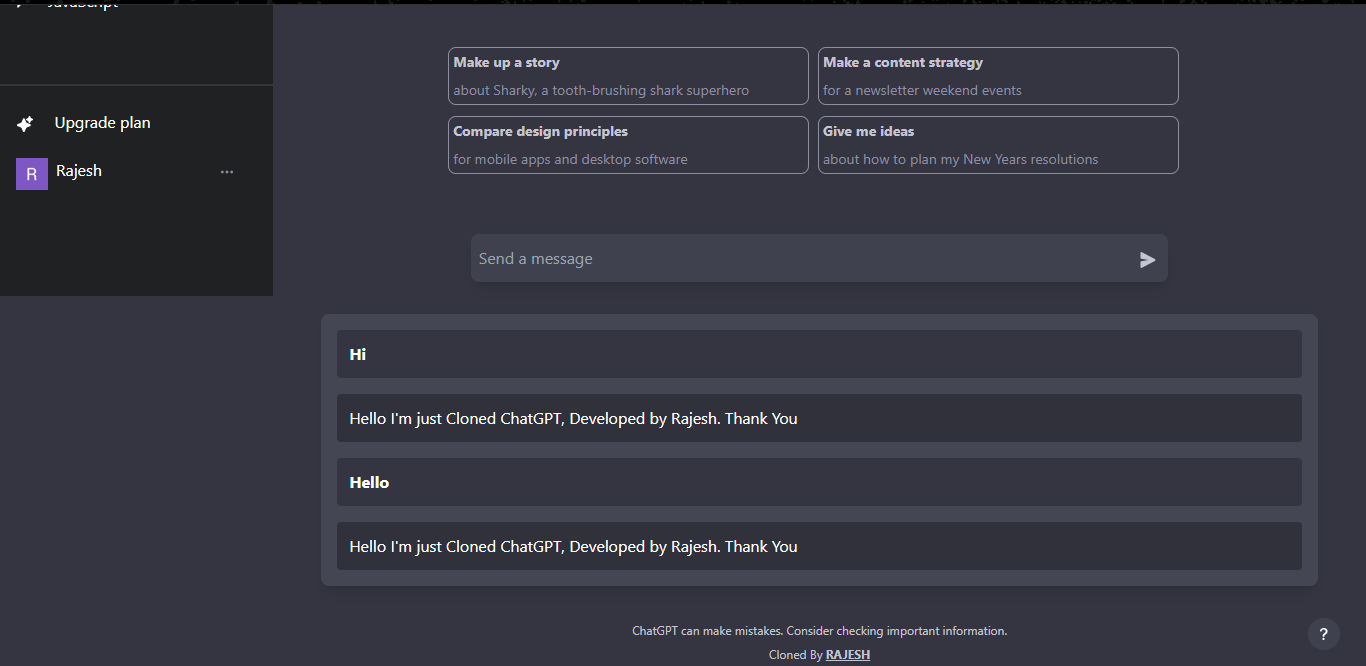 JavaScript
Upgrade plan
R
Rajesh
Make up a story
about Sharky, a tooth-brushing shark superhero
Make a content strategy
for a newsletter weekend events
Compare design principles
for mobile apps and desktop software
Give me ideas
about how to plan my New Years resolutions
Send a message
Hi
Hello I'm just Cloned ChatGPT, Developed by Rajesh. Thank You
Hello
Hello I'm just Cloned ChatGPT, Developed by Rajesh. Thank You
ChatGPT can make mistakes. Consider checking important information.
Cloned By RAJESH
?